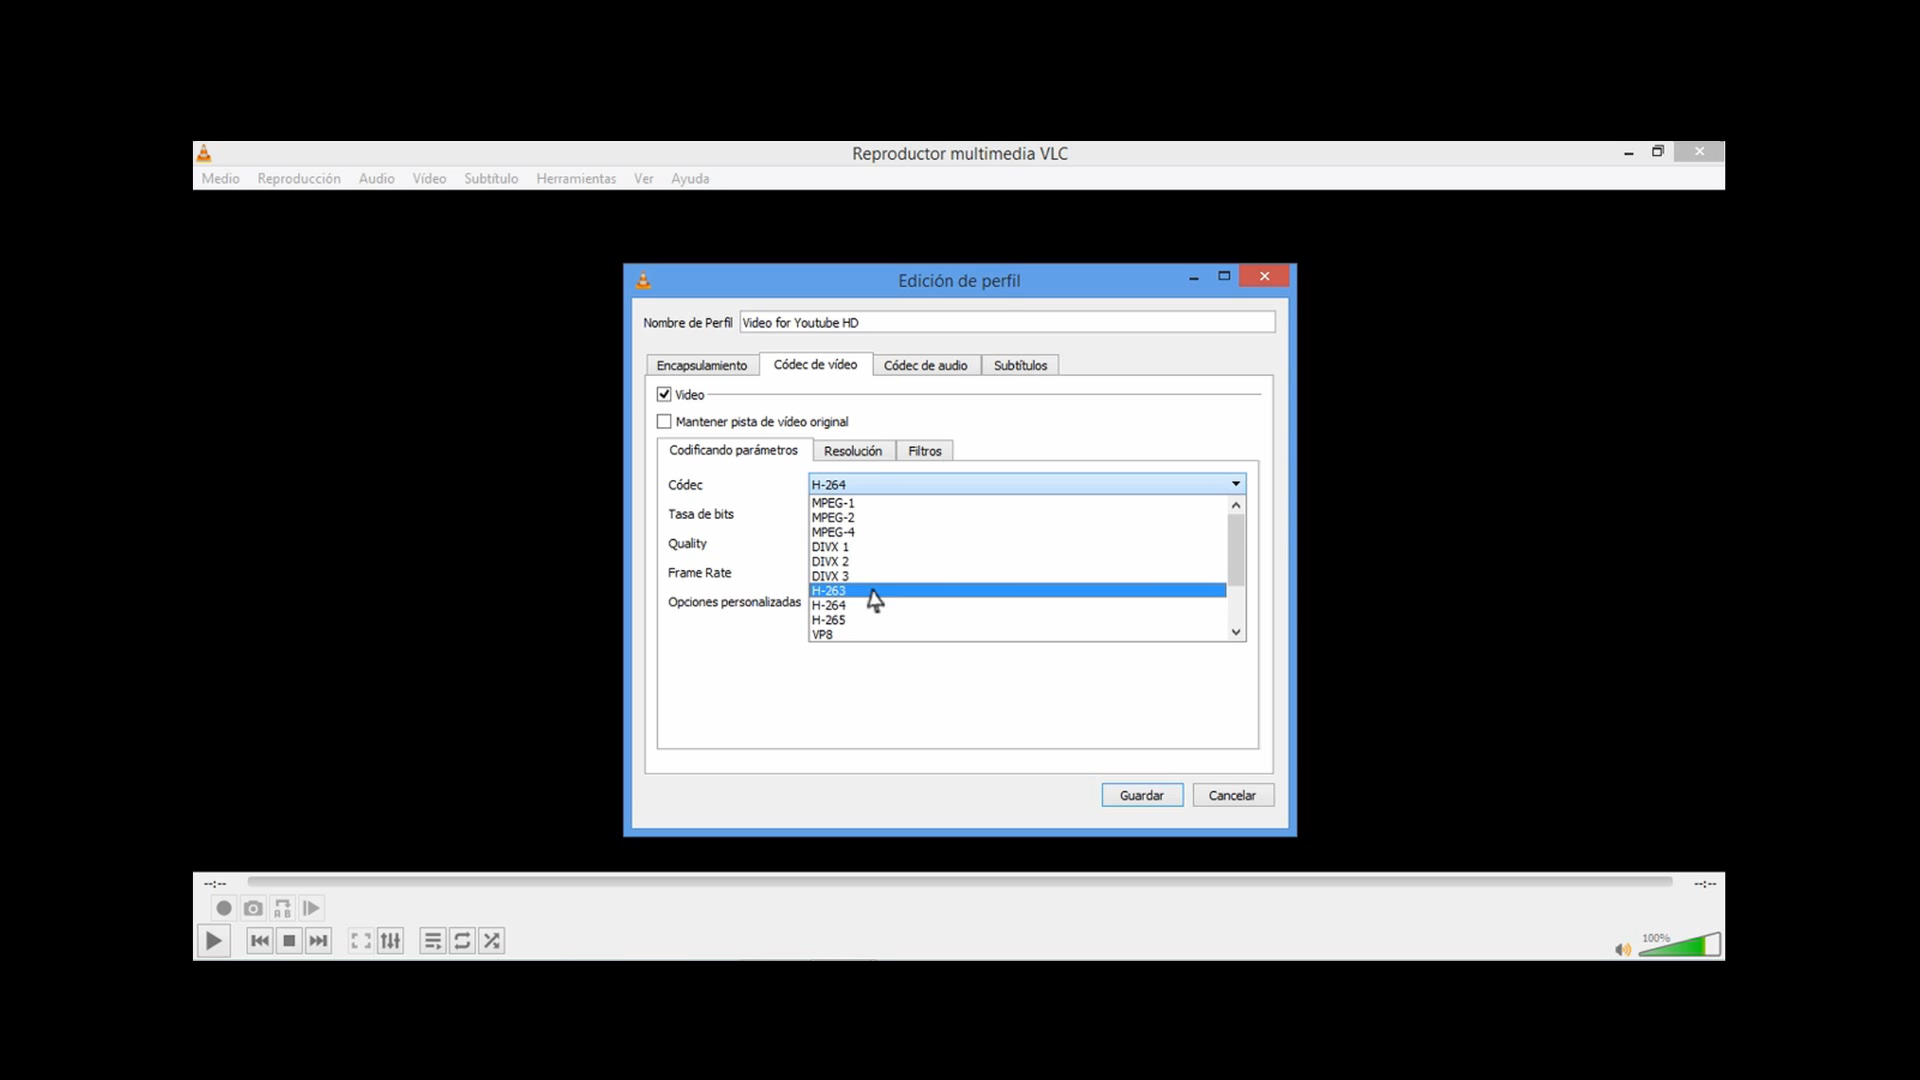 Reproductor multimedia VLC
Medio Reproducción Audio Vídeo Subtítulo Herramientas Ver Ayuda
Edición de perfil
Nombre de Perfil Video for Youtube HD
Encapsulamiento Códec de vídeo Códec de audio Subtítulos
Video
Mantener pista de vídeo original
Codificando parámetros Resolución Filtros
Códec H-264
MPEG-1
Tasa de bits MPEG-2
MPEG-4
Quality DIVX 1
DIVX 2
Frame Rate DIVX 3
H-263
Opciones personalizadas H-264
H-265
VP8
Guardar Cancelar
--:-- --:--
A B
100%